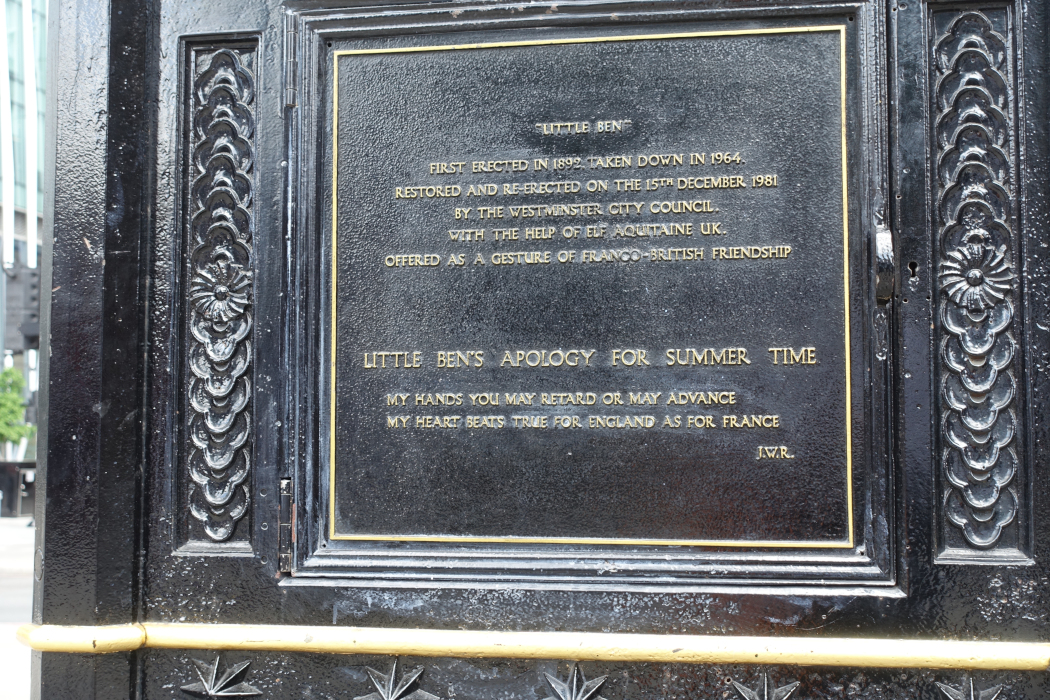 "LITTLE BEN"
FIRST ERECTED IN 1892. TAKEN DOWN IN 1964.
RESTORED AND RE-ERECTED ON THE 15TH DECEMBER 1981
BY THE WESTMINSTER CITY COUNCIL.
WITH THE HELP OF ELF AQUITAINE UK.
OFFERED AS A GESTURE OF FRANCO-BRITISH FRIENDSHIP
LITTLE BEN'S APOLOGY FOR SUMMER TIME
MY HANDS YOU MAY RETARD OR MAY ADVANCE
MY HEART BEATS TRUE FOR ENGLAND AS FOR FRANCE
J.W.R.